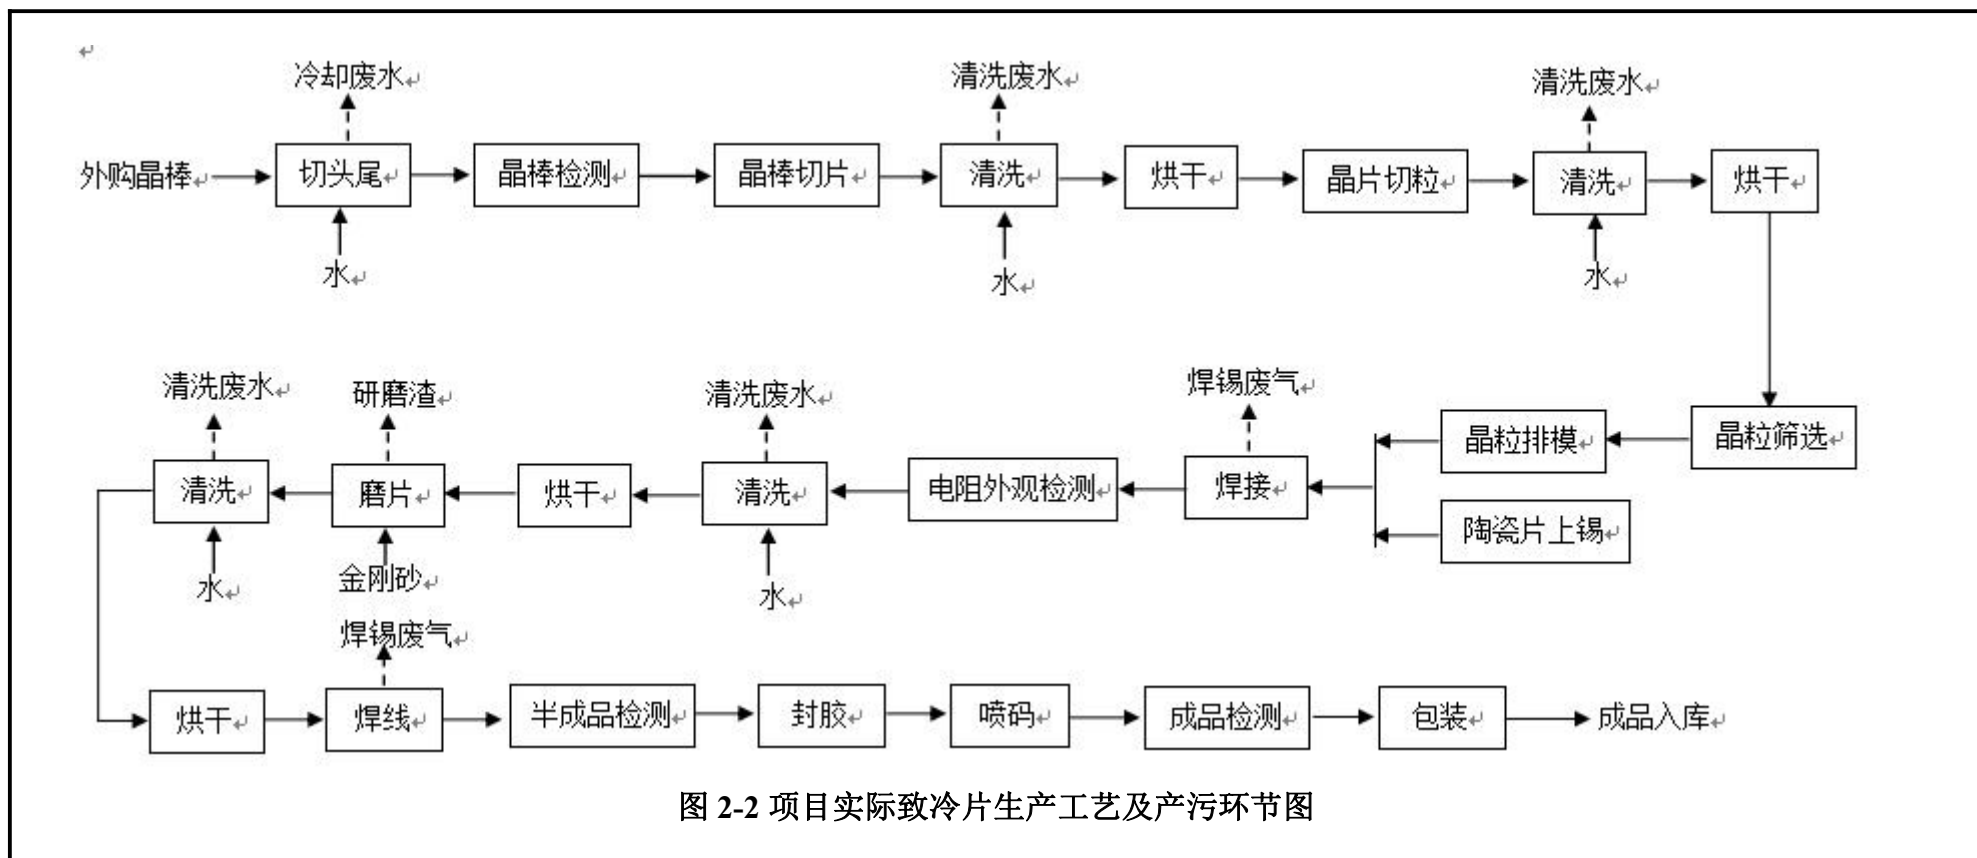 冷却废水 清洗废水 清洗废水
外购晶棒 切头尾 晶棒检测 晶棒切片 清洗 烘干 晶片切粒 清洗 烘干
水 水 水
清洗废水 研磨渣 清洗废水 焊锡废气
晶粒排模 晶粒筛选
清洗 磨片 烘干 清洗 电阻外观检测 焊接
陶瓷片上锡
水 金刚砂 水
焊锡废气
烘干 焊线 半成品检测 封胶 喷码 成品检测 包装 成品入库
图 2-2 项目实际致冷片生产工艺及产污环节图